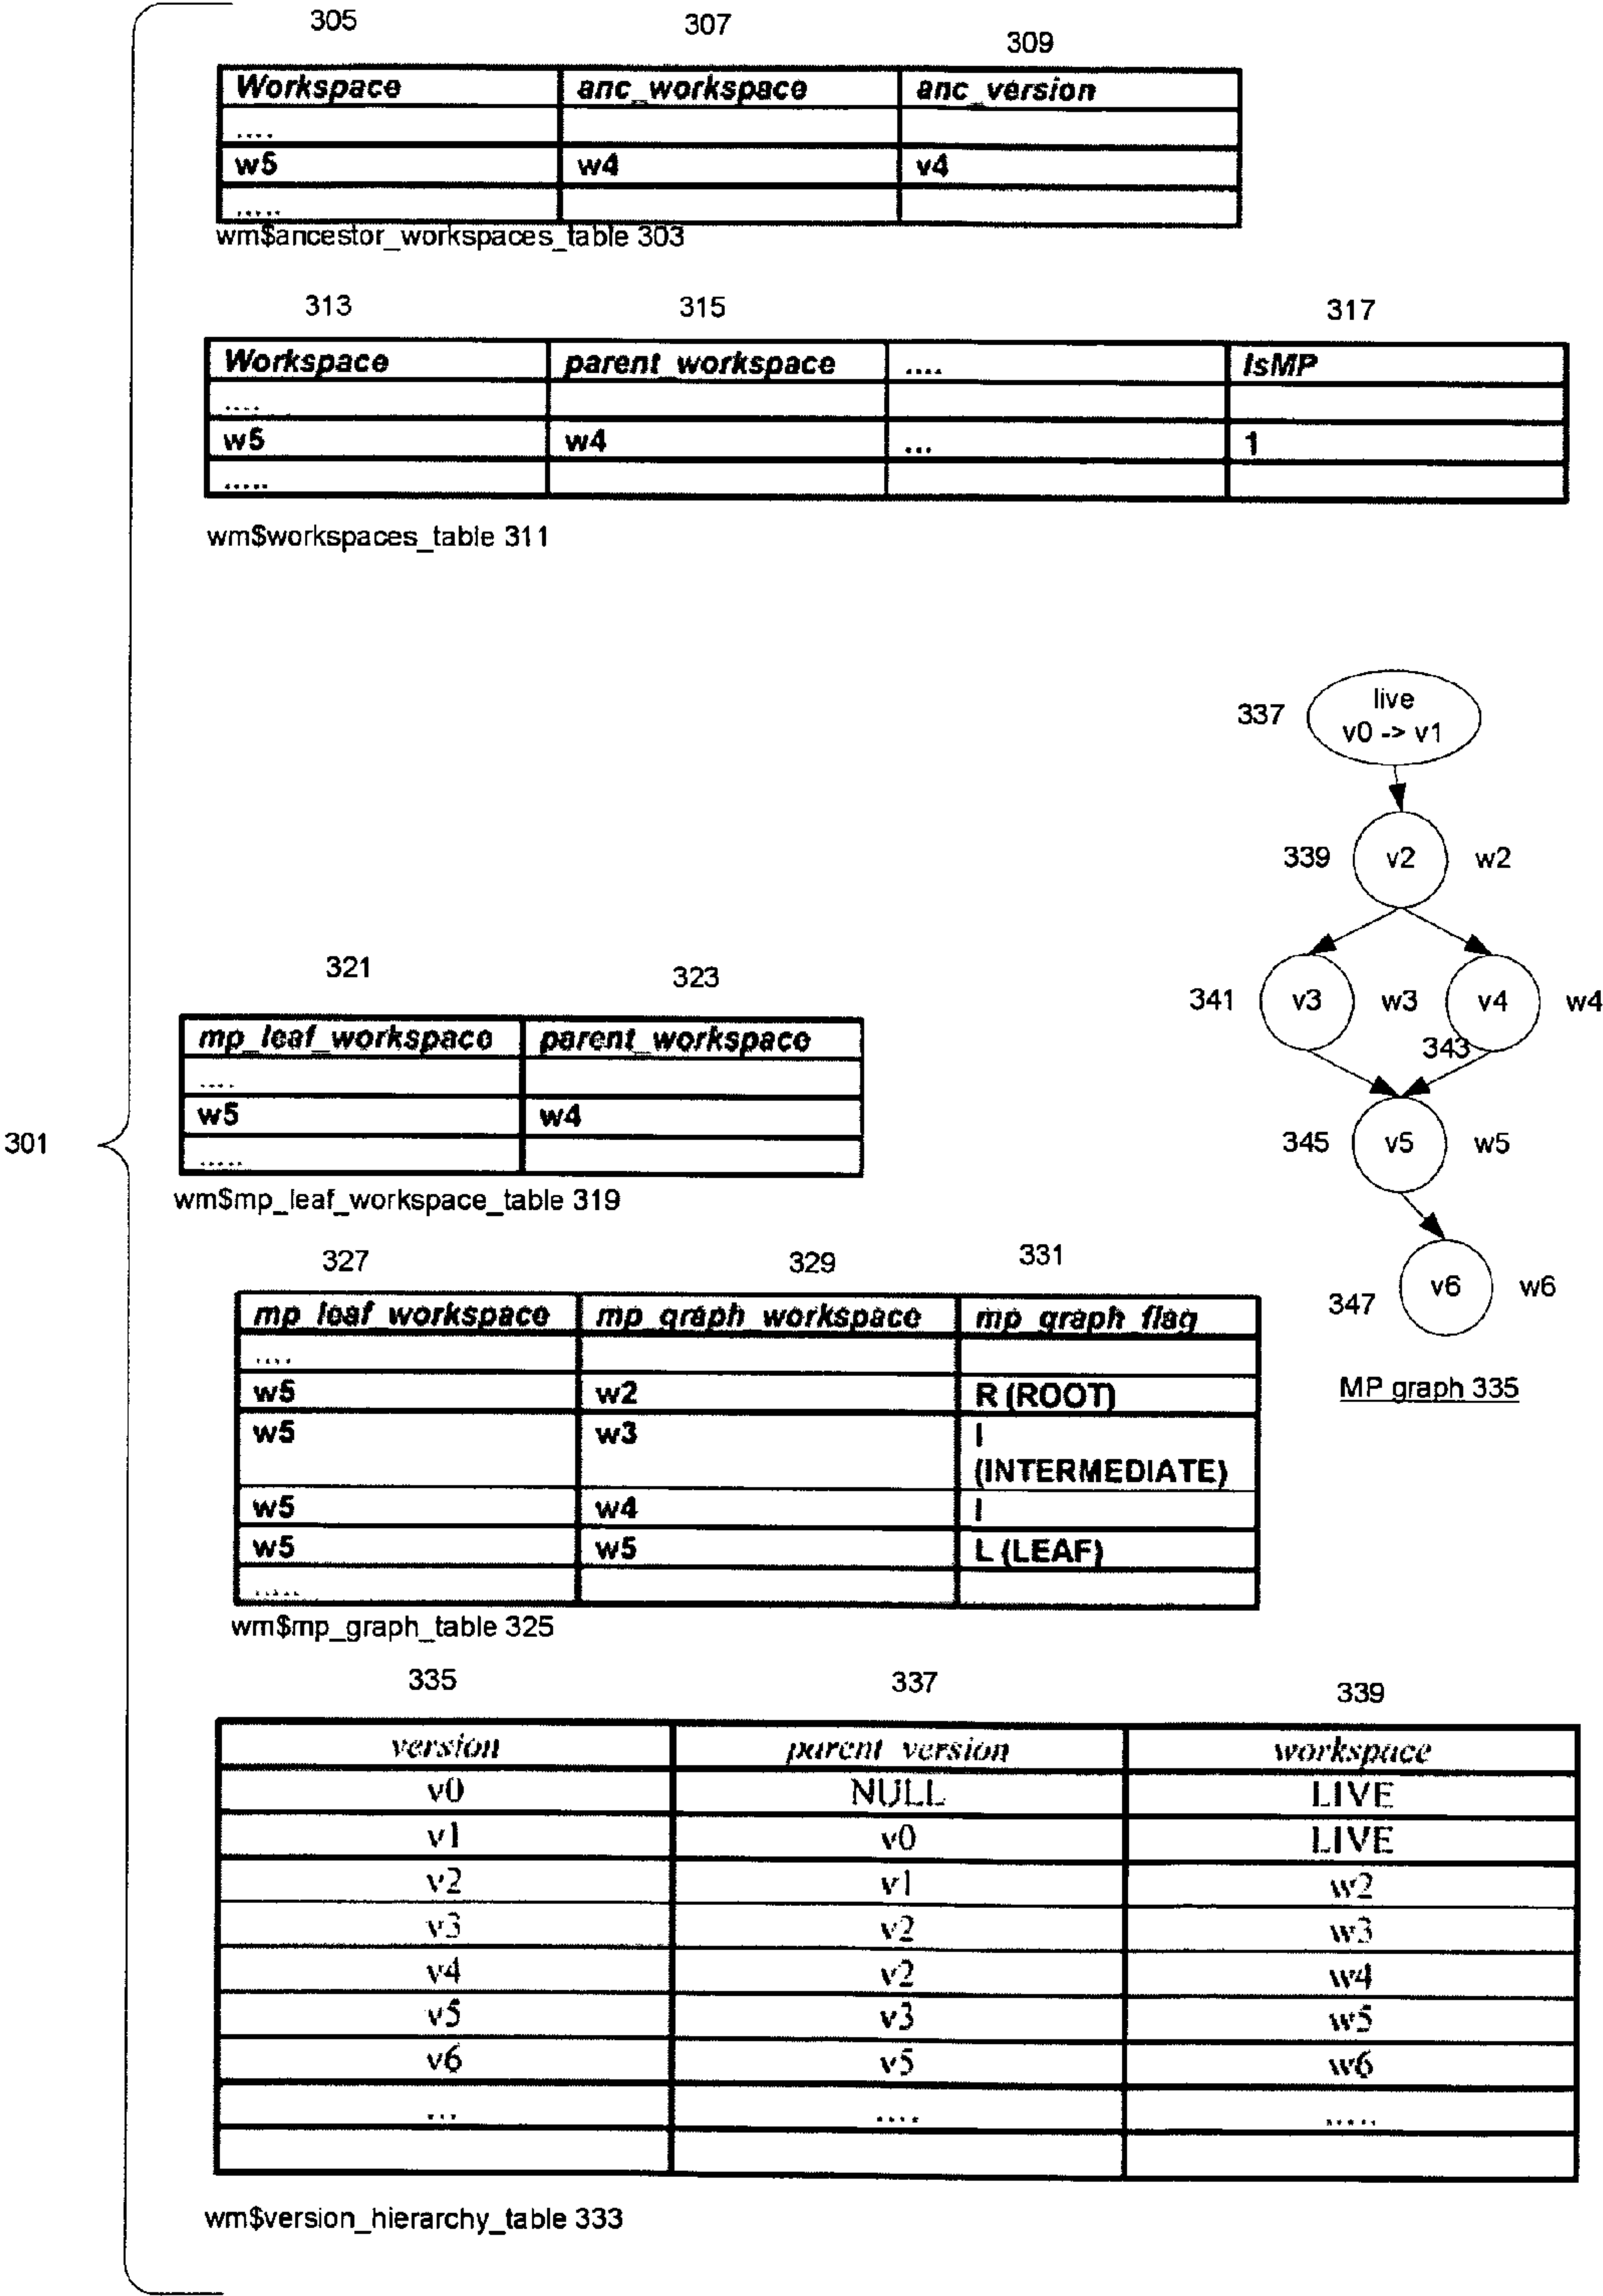 305 307 309
Workspace anc_workspace anc_version
....
w5 w4 v4
.....
wm$ancestor_workspaces_table 303
313 315 317
Workspace parent_workspace .... IsMP
....
w5 w4 ... 1
.....
wm$workspaces_table 311
337 live
v0 -> v1
339 v2 w2
341 v3 w3 v4 w4
343
345 v5 w5
347 v6 w6
MP graph 335
301
321 323
mp_leaf_workspace parent_workspace
....
w5 w4
.....
wm$mp_leaf_workspace_table 319
327 329 331
mp_leaf_workspace mp_graph_workspace mp_graph_flag
....
w5 w2 R (ROOT)
w5 w3 I
(INTERMEDIATE)
w5 w4 I
w5 w5 L (LEAF)
.....
wm$mp_graph_table 325
335 337 339
version parent_version workspace
v0 NULL LIVE
v1 v0 LIVE
v2 v1 w2
v3 v2 w3
v4 v2 w4
v5 v3 w5
v6 v5 w6
... .... .....
wm$version_hierarchy_table 333